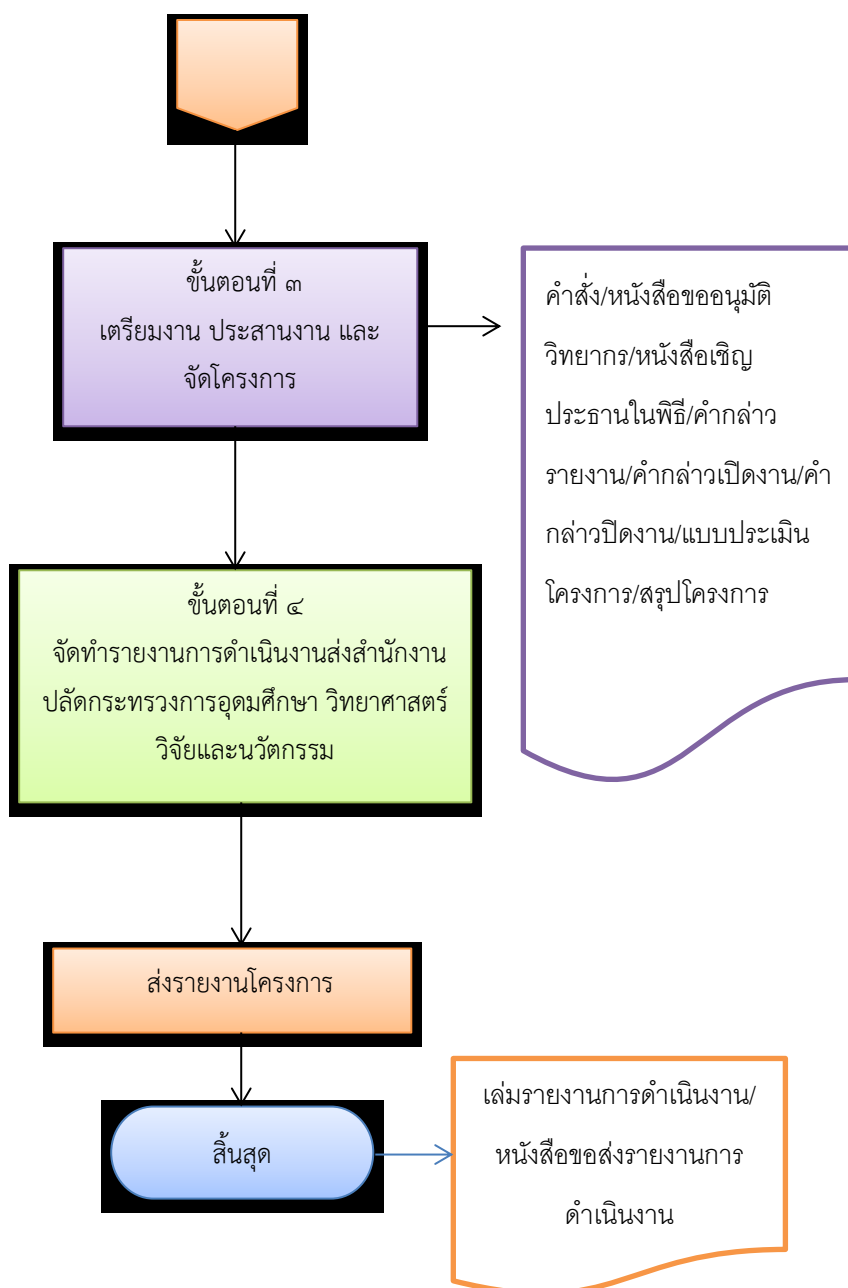 ขั้นตอนที่ ๓
เตรียมงาน ประสานงาน และ
จัดโครงการ
คำสั่ง/หนังสือขออนุมัติ
วิทยากร/หนังสือเชิญ
ประธานในพิธี/คำกล่าว
รายงาน/คำกล่าวเปิดงาน/คำ
กล่าวปิดงาน/แบบประเมิน
โครงการ/สรุปโครงการ
ขั้นตอนที่ ๔
จัดทำรายงานการดำเนินงานส่งสำนักงาน
ปลัดกระทรวงการอุดมศึกษา วิทยาศาสตร์
วิจัยและนวัตกรรม
ส่งรายงานโครงการ
สิ้นสุด
เล่มรายงานการดำเนินงาน/
หนังสือขอส่งรายงานการ
ดำเนินงาน